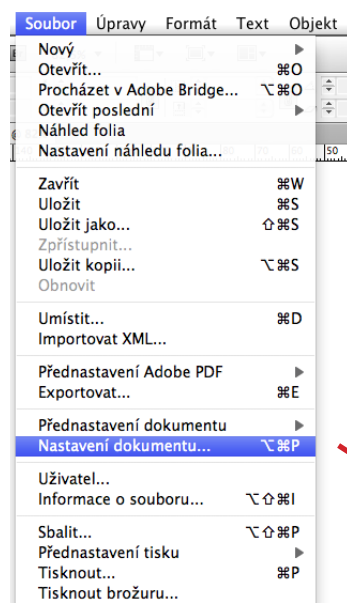 Soubor Úpravy Formát Text Objekt
Nový ▶
Otevřít... ⌘O
Procházet v Adobe Bridge... ⌥⌘O
Otevřít poslední ▶
Náhled folia
Nastavení náhledu folia...
Zavřít ⌘W
Uložit ⌘S
Uložit jako... ⇧⌘S
Zpřístupnit...
Uložit kopii... ⌥⌘S
Obnovit
Umístit... ⌘D
Importovat XML...
Přednastavení Adobe PDF ▶
Exportovat... ⌘E
Přednastavení dokumentu ▶
Nastavení dokumentu... ⌥⌘P
Uživatel...
Informace o souboru... ⌥⇧⌘I
Sbalit... ⌥⇧⌘P
Přednastavení tisku ▶
Tisknout... ⌘P
Tisknout brožuru...
50